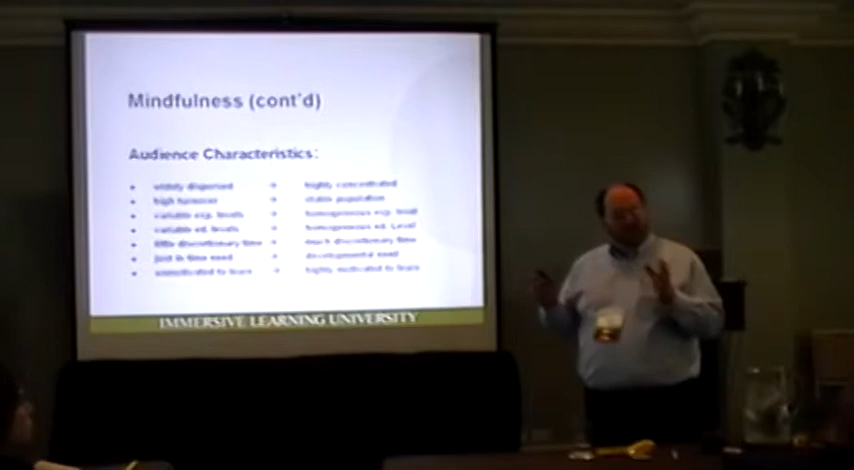 Mindfulness (cont'd)
Audience Characteristics:
• widely dispersed → highly concentrated
• high turnover → stable population
• variable exp. levels → homogeneous exp. level
• variable ed. levels → homogeneous ed. Level
• little discretionary time → much discretionary time
• just in time need → developmental need
• unmotivated to learn → highly motivated to learn
IMMERSIVE LEARNING UNIVERSITY